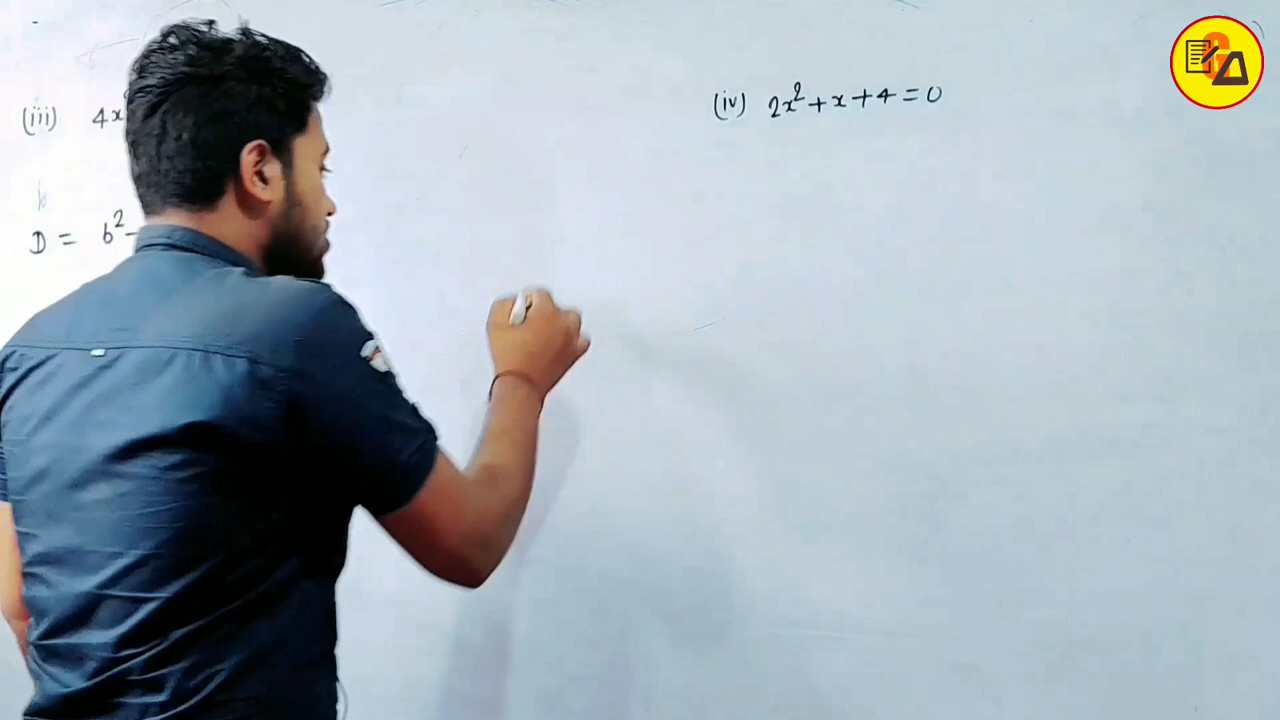 (iii) 4x
D = b² -
(iv) 2x² + x + 4 = 0